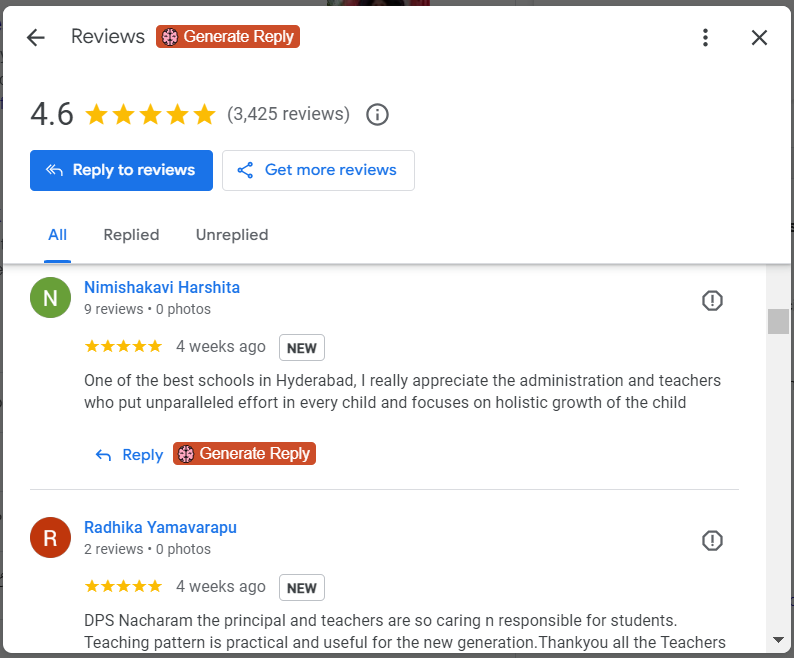 Reviews Generate Reply
4.6 (3,425 reviews)
Reply to reviews Get more reviews
All Replied Unreplied
N Nimishakavi Harshita
9 reviews • 0 photos
4 weeks ago NEW
One of the best schools in Hyderabad, I really appreciate the administration and teachers
who put unparalleled effort in every child and focuses on holistic growth of the child
Reply Generate Reply
R Radhika Yamavarapu
2 reviews • 0 photos
4 weeks ago NEW
DPS Nacharam the principal and teachers are so caring n responsible for students.
Teaching pattern is practical and useful for the new generation.Thankyou all the Teachers